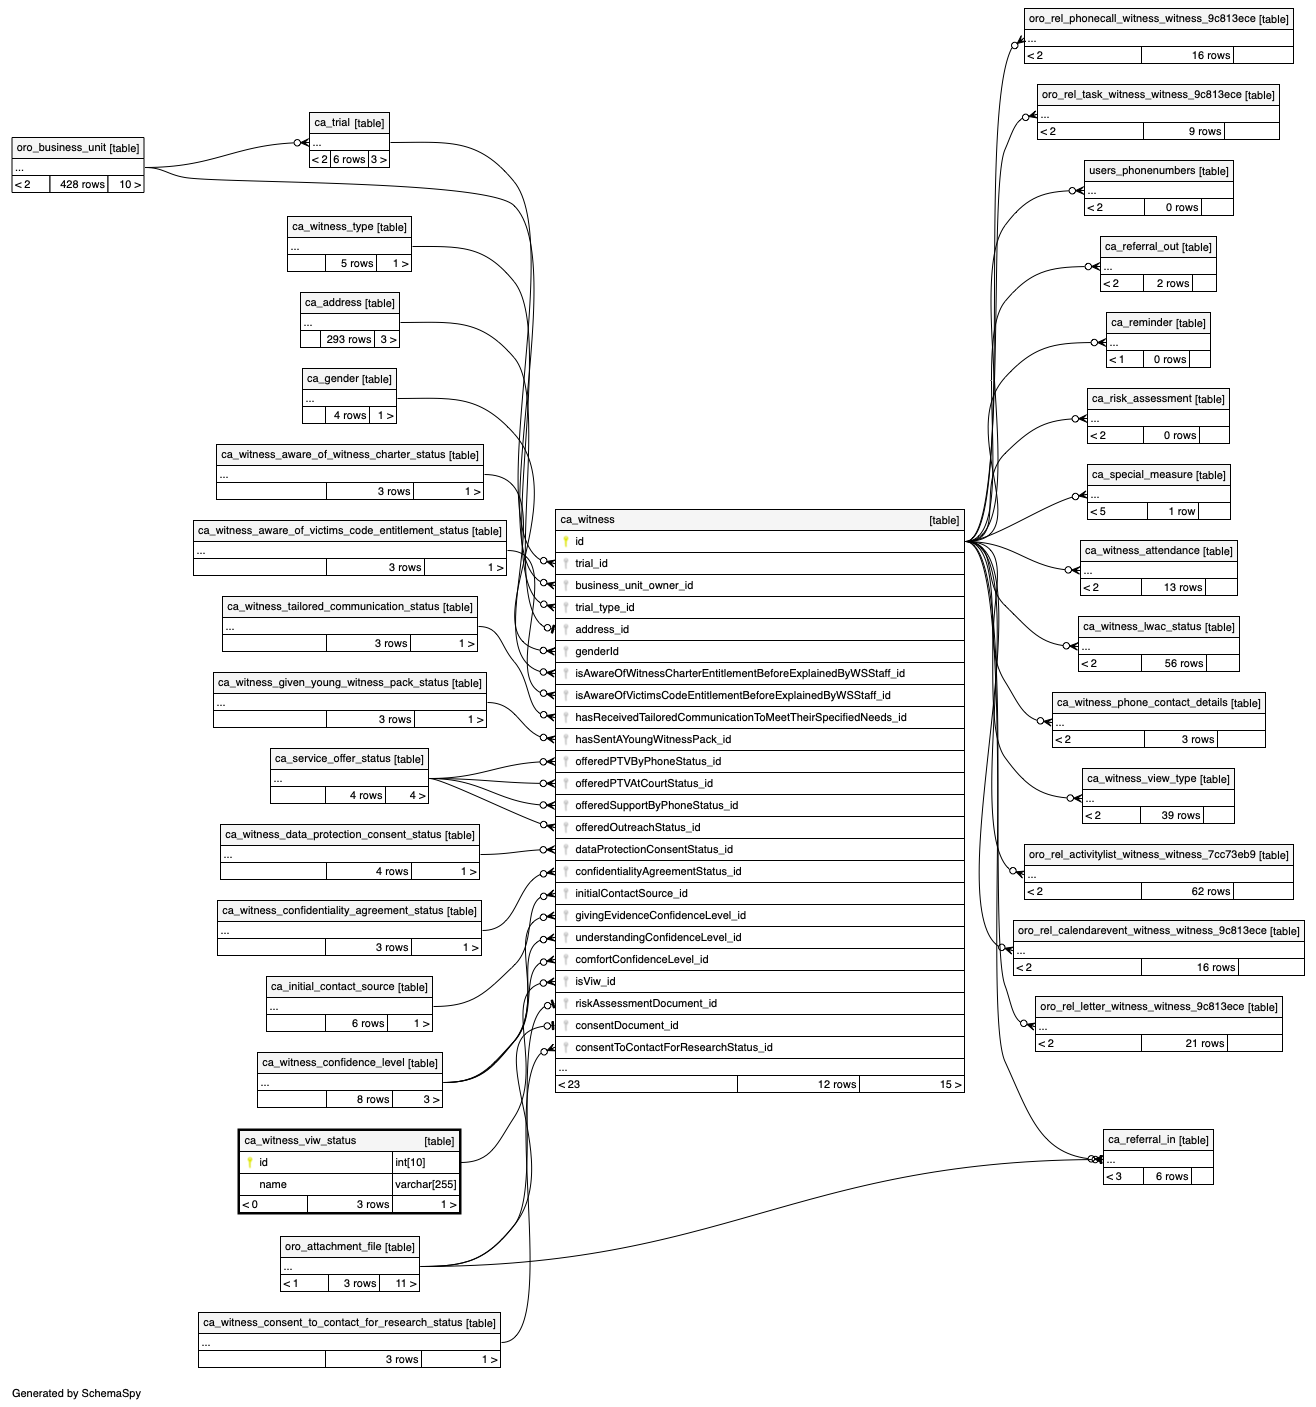 oro_business_unit [table]
...
< 2 428 rows 10 >
ca_trial [table]
...
< 2 6 rows 3 >
ca_witness_type [table]
...
5 rows 1 >
ca_address [table]
...
293 rows 3 >
ca_gender [table]
...
4 rows 1 >
ca_witness_aware_of_witness_charter_status [table]
...
3 rows 1 >
ca_witness_aware_of_victims_code_entitlement_status [table]
...
3 rows 1 >
ca_witness_tailored_communication_status [table]
...
3 rows 1 >
ca_witness_given_young_witness_pack_status [table]
...
3 rows 1 >
ca_service_offer_status [table]
...
4 rows 4 >
ca_witness_data_protection_consent_status [table]
...
4 rows 1 >
ca_witness_confidentiality_agreement_status [table]
...
3 rows 1 >
ca_initial_contact_source [table]
...
6 rows 1 >
ca_witness_confidence_level [table]
...
8 rows 3 >
ca_witness_viw_status [table]
id int[10]
name varchar[255]
< 0 3 rows 1 >
oro_attachment_file [table]
...
< 1 3 rows 11 >
ca_witness_consent_to_contact_for_research_status [table]
...
3 rows 1 >
ca_witness [table]
id
trial_id
business_unit_owner_id
trial_type_id
address_id
genderId
isAwareOfWitnessCharterEntitlementBeforeExplainedByWSStaff_id
isAwareOfVictimsCodeEntitlementBeforeExplainedByWSStaff_id
hasReceivedTailoredCommunicationToMeetTheirSpecifiedNeeds_id
hasSentAYoungWitnessPack_id
offeredPTVByPhoneStatus_id
offeredPTVAtCourtStatus_id
offeredSupportByPhoneStatus_id
offeredOutreachStatus_id
dataProtectionConsentStatus_id
confidentialityAgreementStatus_id
initialContactSource_id
givingEvidenceConfidenceLevel_id
understandingConfidenceLevel_id
comfortConfidenceLevel_id
isViw_id
riskAssessmentDocument_id
consentDocument_id
consentToContactForResearchStatus_id
...
< 23 12 rows 15 >
oro_rel_phonecall_witness_witness_9c813ece [table]
...
< 2 16 rows
oro_rel_task_witness_witness_9c813ece [table]
...
< 2 9 rows
users_phonenumbers [table]
...
< 2 0 rows
ca_referral_out [table]
...
< 2 2 rows
ca_reminder [table]
...
< 1 0 rows
ca_risk_assessment [table]
...
< 2 0 rows
ca_special_measure [table]
...
< 5 1 row
ca_witness_attendance [table]
...
< 2 13 rows
ca_witness_lwac_status [table]
...
< 2 56 rows
ca_witness_phone_contact_details [table]
...
< 2 3 rows
ca_witness_view_type [table]
...
< 2 39 rows
oro_rel_activitylist_witness_witness_7cc73eb9 [table]
...
< 2 62 rows
oro_rel_calendarevent_witness_witness_9c813ece [table]
...
< 2 16 rows
oro_rel_letter_witness_witness_9c813ece [table]
...
< 2 21 rows
ca_referral_in [table]
...
< 3 6 rows
Generated by SchemaSpy